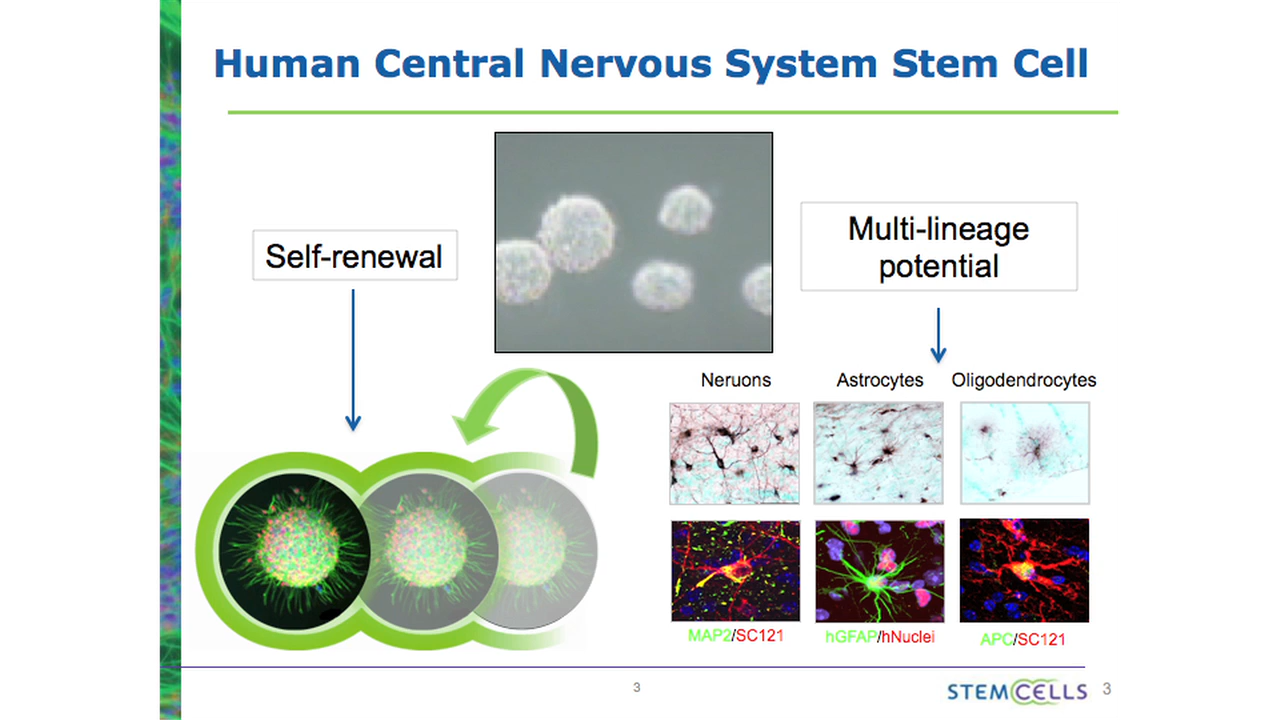 Human Central Nervous System Stem Cell
Self-renewal
Multi-lineage
potential
Neruons
Astrocytes
Oligodendrocytes
MAP2/SC121
hGFAP/hNuclei
APC/SC121
3
STEMCELLS
3